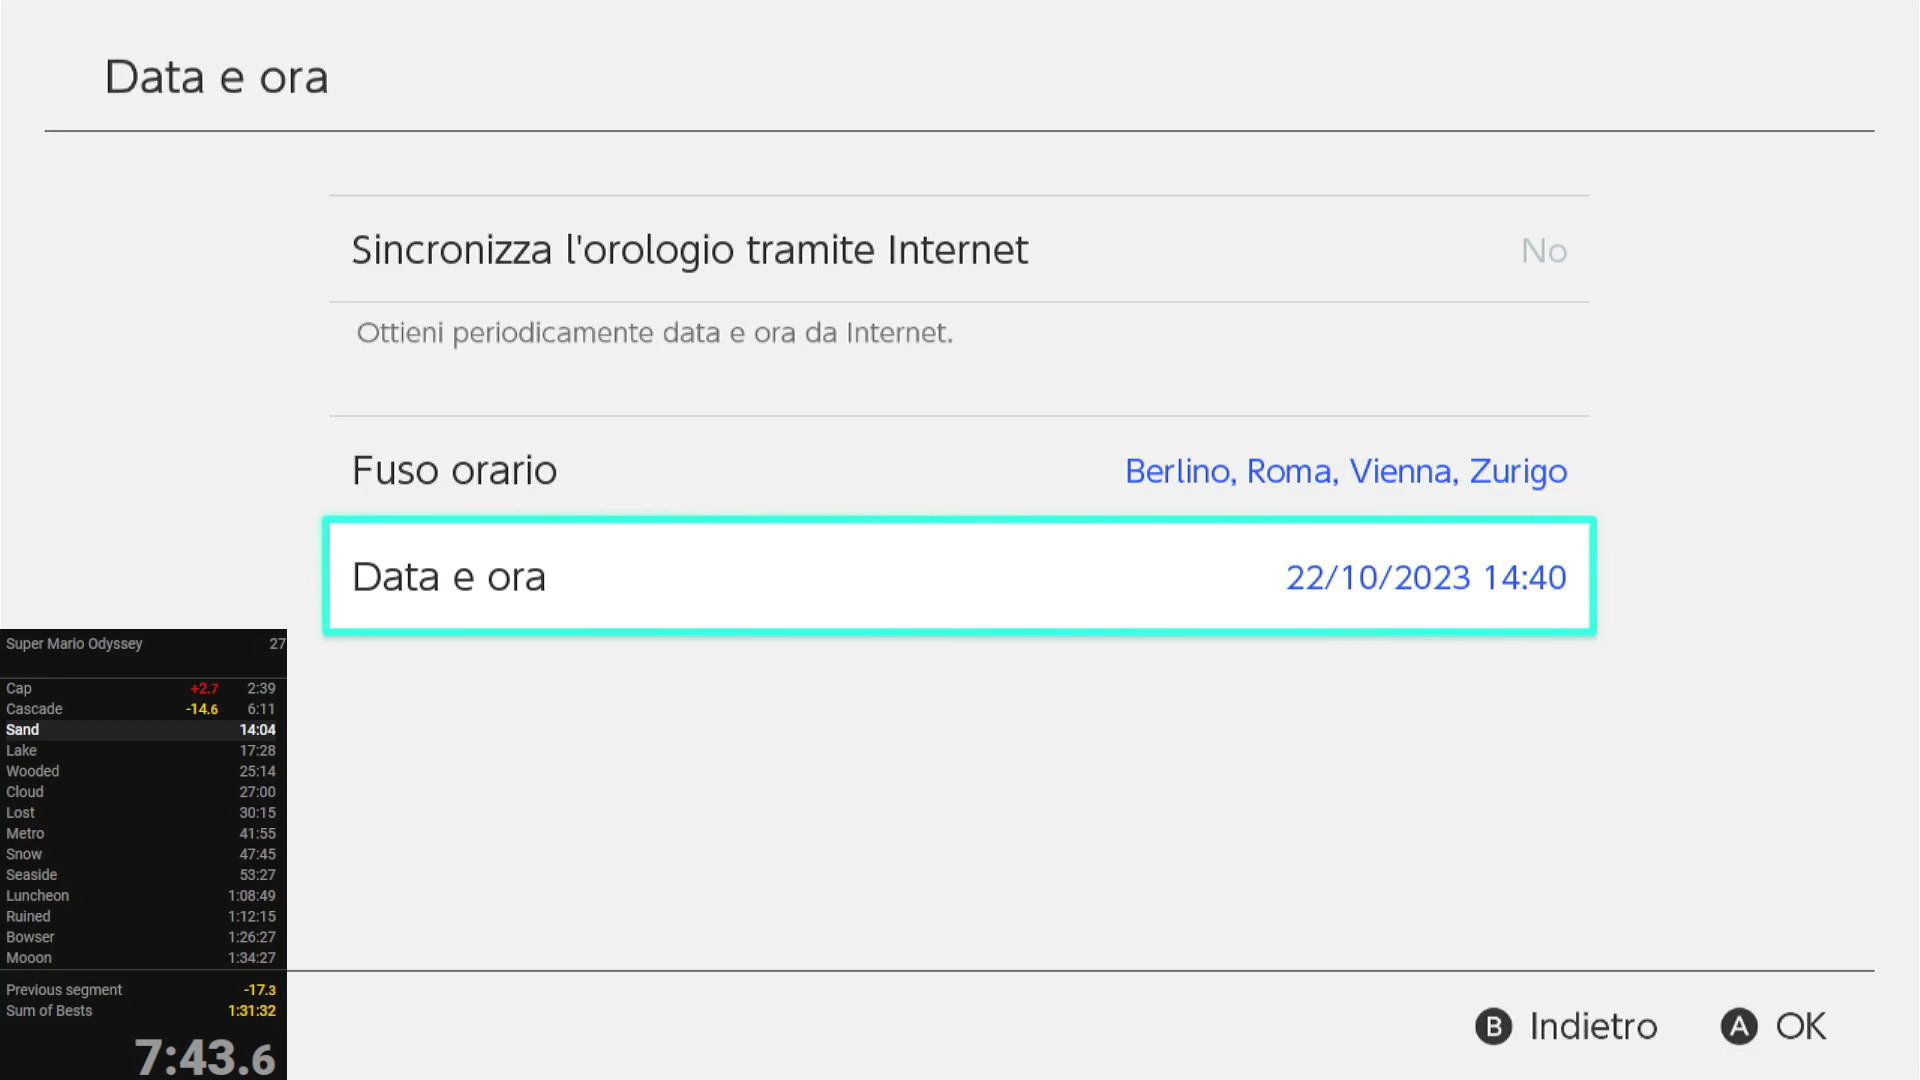 Data e ora
Sincronizza l'orologio tramite Internet No
Ottieni periodicamente data e ora da Internet.
Fuso orario Berlino, Roma, Vienna, Zurigo
Data e ora 22/10/2023 14:40
Super Mario Odyssey 27
Cap +2.7 2:39
Cascade -14.6 6:11
Sand 14:04
Lake 17:28
Wooded 25:14
Cloud 27:00
Lost 30:15
Metro 41:55
Snow 47:45
Seaside 53:27
Luncheon 1:08:49
Ruined 1:12:15
Bowser 1:26:27
Mooon 1:34:27
Previous segment -17.3
Sum of Bests 1:31:32
7:43.6
B Indietro A OK